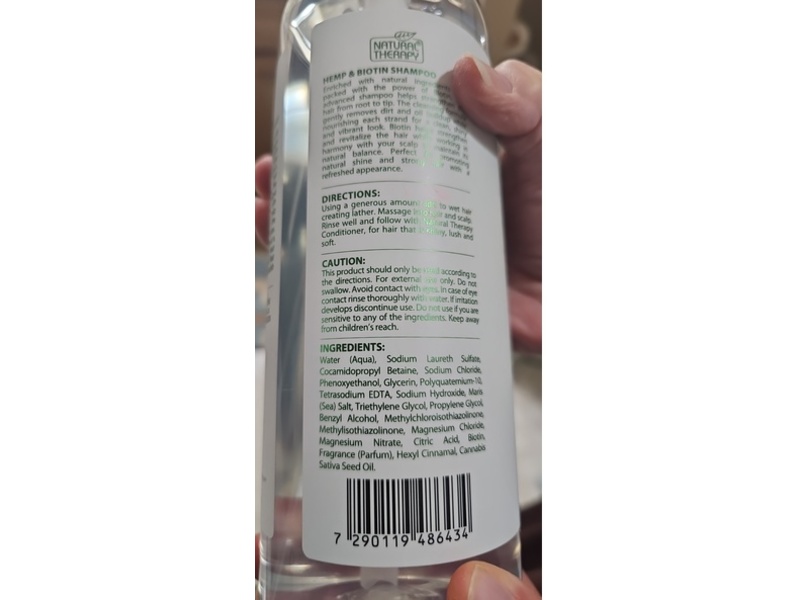 NATURAL
THERAPY
HEMP & BIOTIN SHAMPOO
Enriched with natural
packed with the power of
advanced shampoo helps
hair from root to tip. The
gently removes dirt and oil
nourishing each strand for a
and vibrant look. Biotin
and revitalize the hair working in
harmony with your scalp
natural balance. Perfect promoting
natural shine and with a
refreshed appearance.
DIRECTIONS:
Using a generous amount to wet hair
creating lather. Massage hair and scalp.
Rinse well and follow with Natural Therapy
Conditioner, for hair that lush and
soft.
CAUTION:
This product should only be used according to
the directions. For external use only. Do not
swallow. Avoid contact with eyes. In case of eye
contact rinse thoroughly with water. If irritation
develops discontinue use. Do not use if you are
sensitive to any of the ingredients. Keep away
from children's reach.
INGREDIENTS:
Water (Aqua), Sodium Laureth Sulfate,
Cocamidopropyl Betaine, Sodium Chloride,
Phenoxyethanol, Glycerin, Polyquaternium-10,
Tetrasodium EDTA, Sodium Hydroxide, Maris
(Sea) Salt, Triethylene Glycol, Propylene Glycol,
Benzyl Alcohol, Methylchloroisothiazolinone,
Methylisothiazolinone, Magnesium Chloride,
Magnesium Nitrate, Citric Acid, Biotin,
Fragrance (Parfum), Hexyl Cinnamal, Cannabis
Sativa Seed Oil.
7 290119 486434